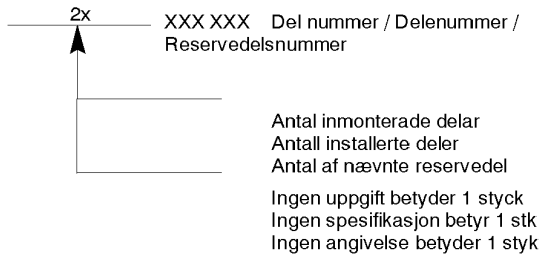 2x
XXX XXX Del nummer / Delenummer /
Reservedelsnummer
Antal inmonterade delar
Antall installerte deler
Antal af nævnte reservedel
Ingen uppgift betyder 1 styck
Ingen spesifikasjon betyr 1 stk
Ingen angivelse betyder 1 styk